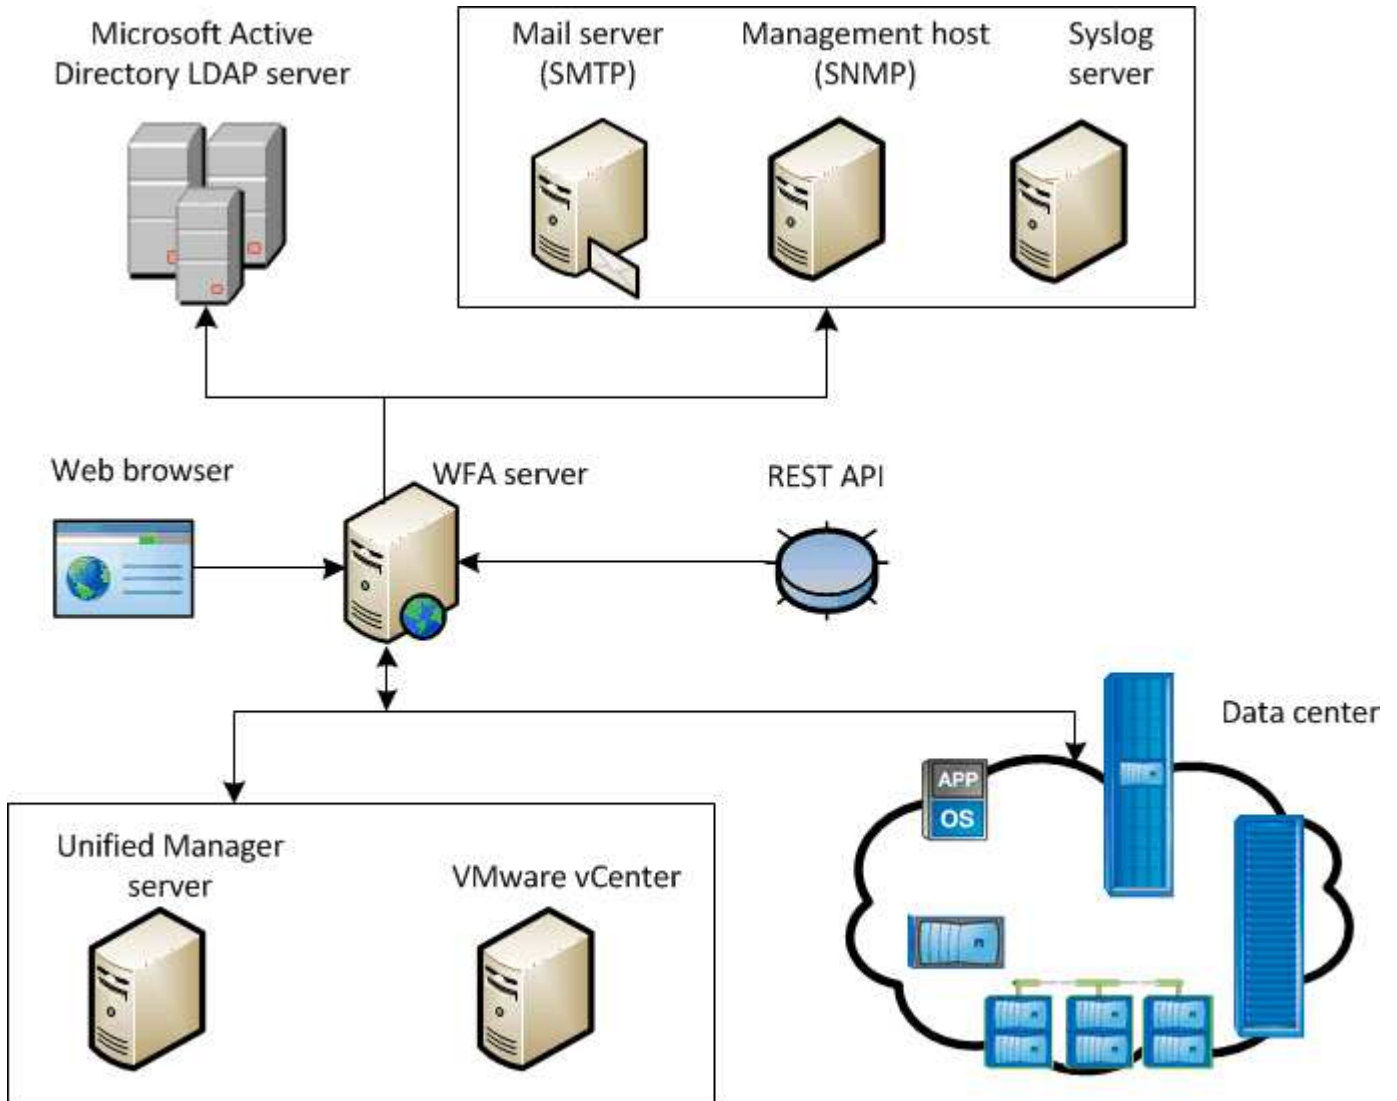 Microsoft Active
Directory LDAP server
Mail server
(SMTP)
Management host
(SNMP)
Syslog
server
Web browser
WFA server
REST API
Data center
APP
OS
Unified Manager
server
VMware vCenter